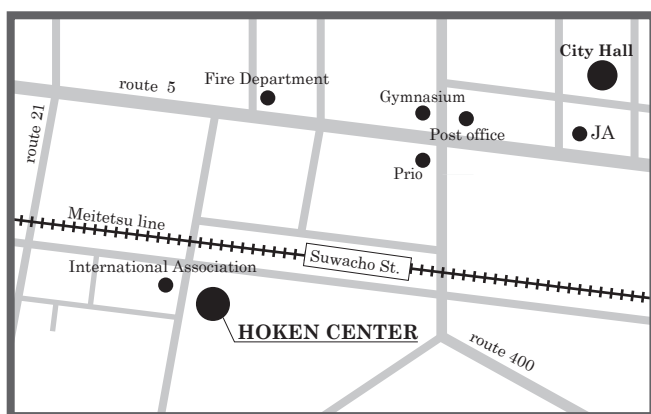 City Hall
route 5
Fire Department
Gymnasium
route 21
Post office
JA
Prio
Meitetsu line
Suwacho St.
International Association
HOKEN CENTER
route 400